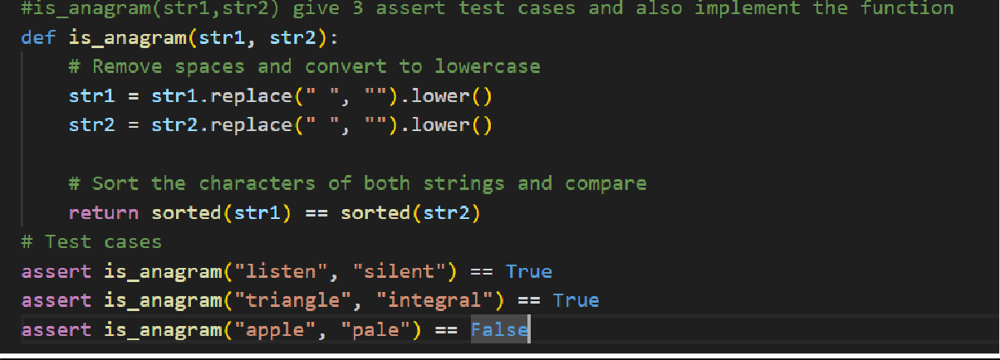 #is_anagram(str1,str2) give 3 assert test cases and also implement the function
def is_anagram(str1, str2):
    # Remove spaces and convert to lowercase
    str1 = str1.replace(" ", "").lower()
    str2 = str2.replace(" ", "").lower()

    # Sort the characters of both strings and compare
    return sorted(str1) == sorted(str2)
# Test cases
assert is_anagram("listen", "silent") == True
assert is_anagram("triangle", "integral") == True
assert is_anagram("apple", "pale") == False